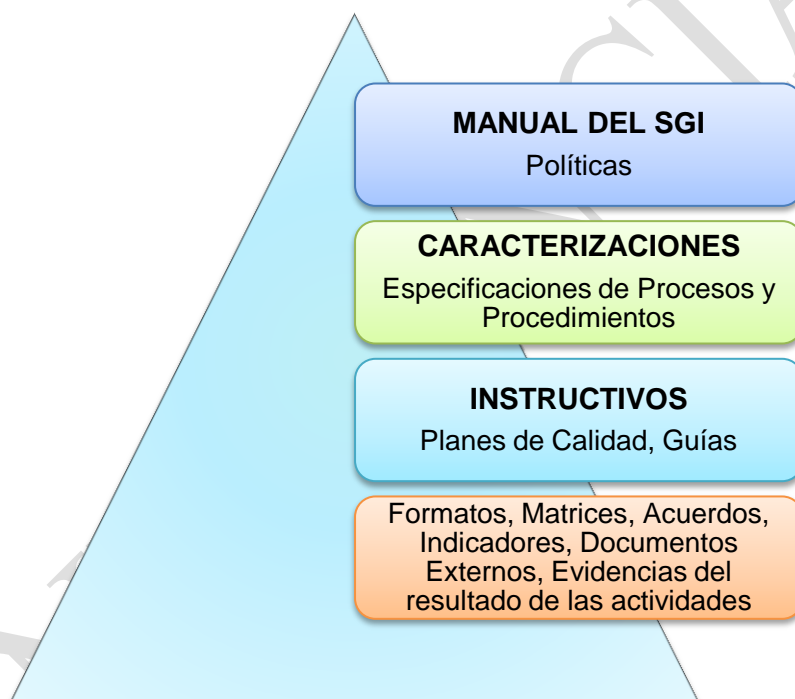 MANUAL DEL SGI
Políticas
CARACTERIZACIONES
Especificaciones de Procesos y
Procedimientos
INSTRUCTIVOS
Planes de Calidad, Guías
Formatos, Matrices, Acuerdos,
Indicadores, Documentos
Externos, Evidencias del
resultado de las actividades